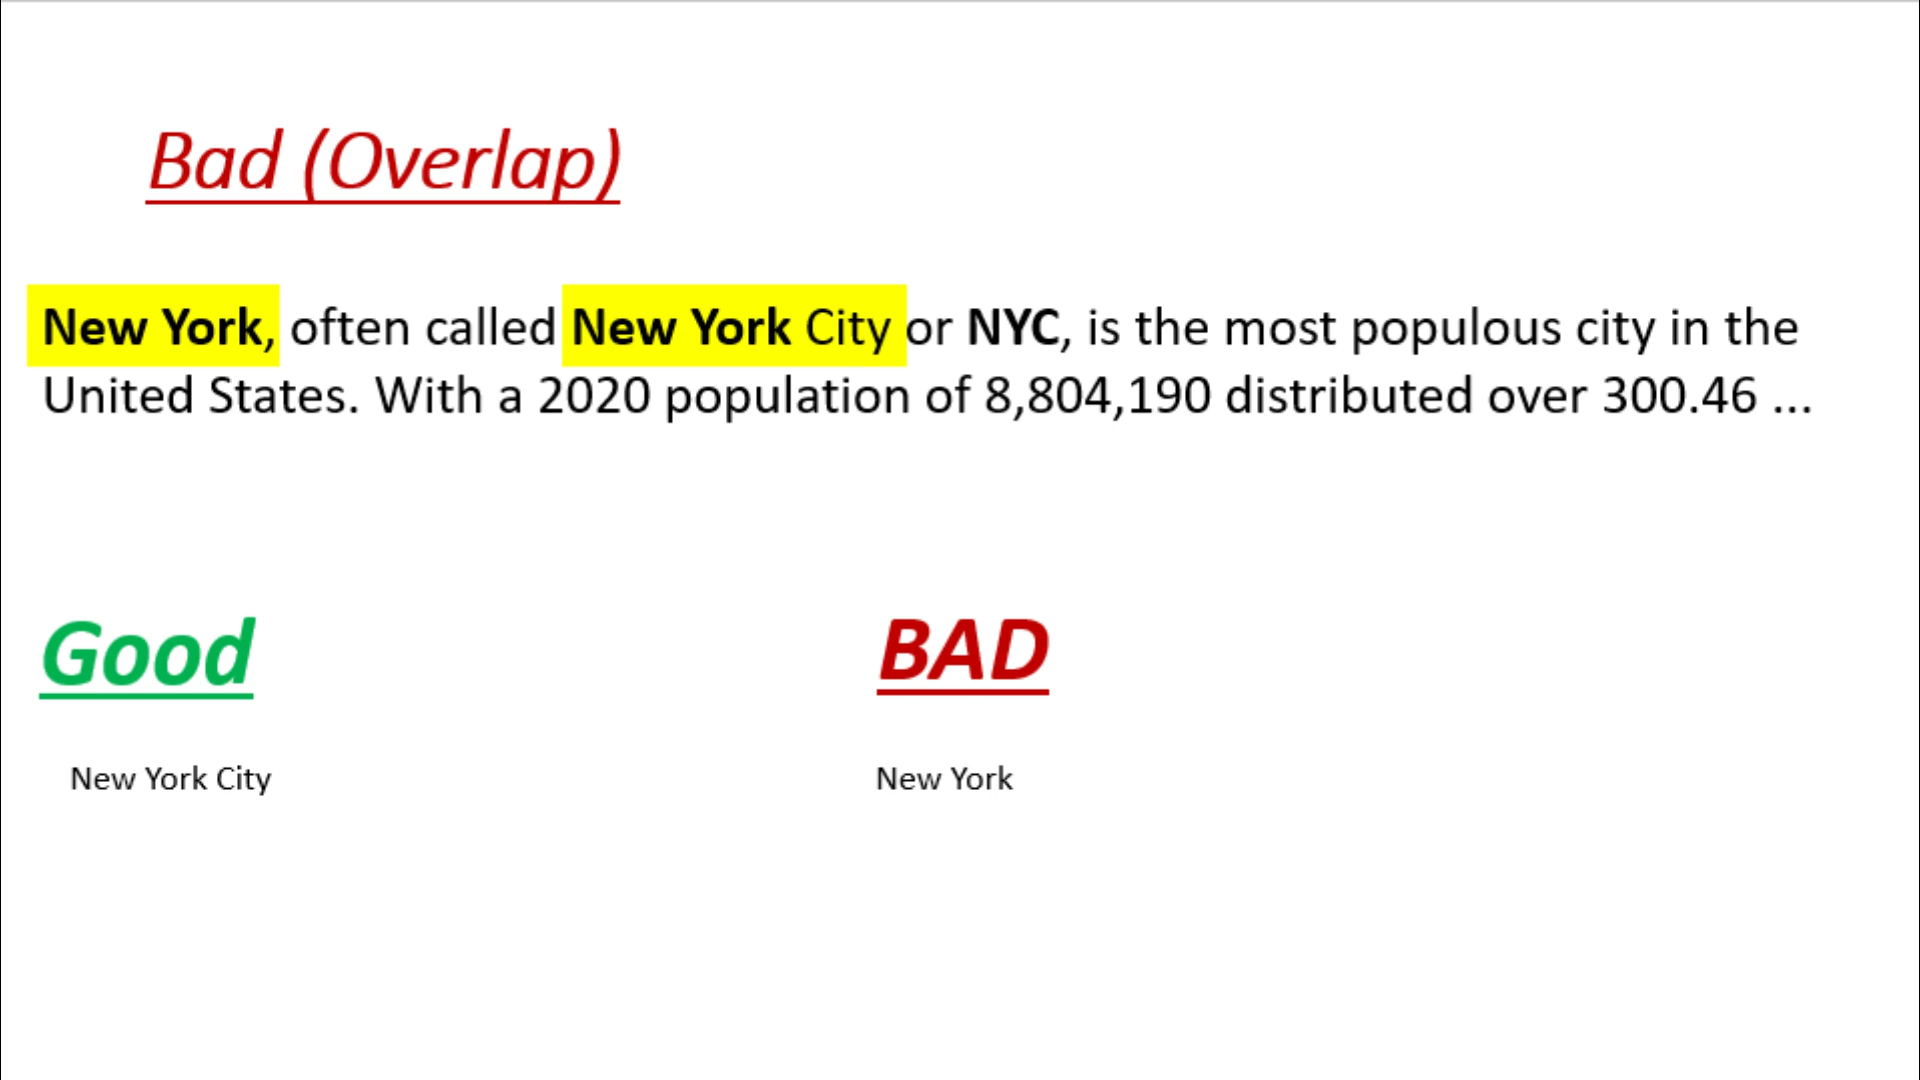 Bad (Overlap)
New York, often called New York City or NYC, is the most populous city in the
United States. With a 2020 population of 8,804,190 distributed over 300.46 ...
Good
BAD
New York City
New York